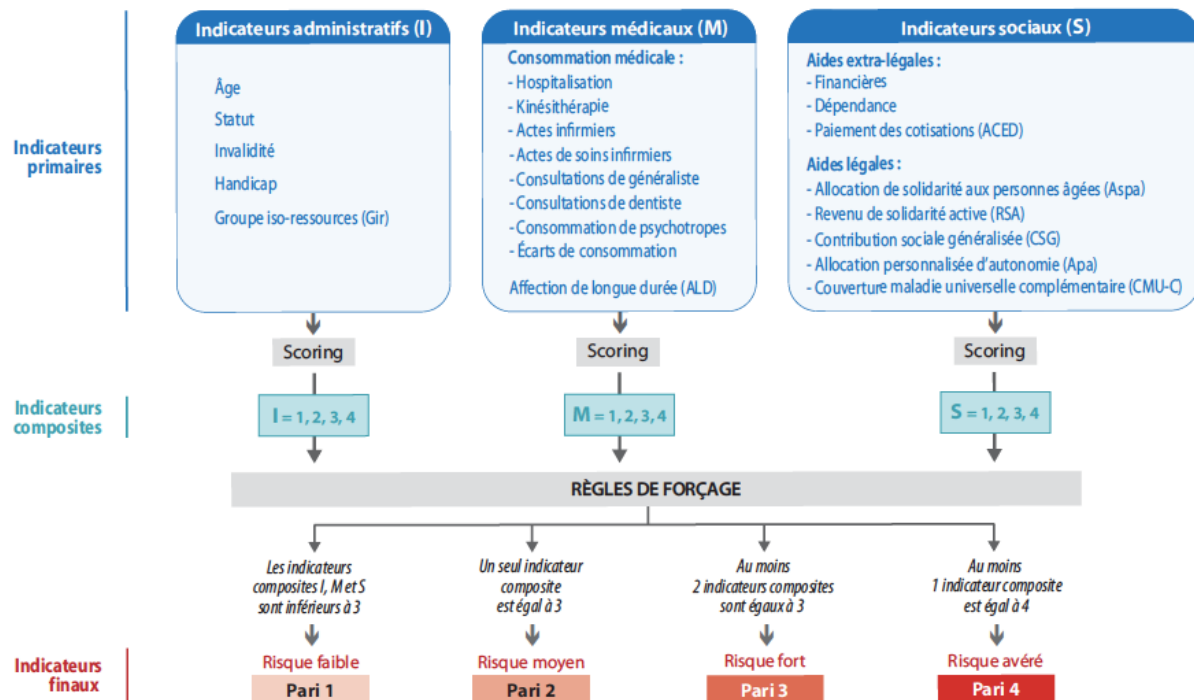 Indicateurs administratifs (I)
Indicateurs médicaux (M)
Indicateurs sociaux (S)
Indicateurs
primaires
Âge
Statut
Invalidité
Handicap
Groupe iso-ressources (Gir)
Consommation médicale :
- Hospitalisation
- Kinésithérapie
- Actes infirmiers
- Actes de soins infirmiers
- Consultations de généraliste
- Consultations de dentiste
- Consommation de psychotropes
- Écarts de consommation
Affection de longue durée (ALD)
Aides extra-légales :
- Financières
- Dépendance
- Paiement des cotisations (ACED)
Aides légales :
- Allocation de solidarité aux personnes âgées (Aspa)
- Revenu de solidarité active (RSA)
- Contribution sociale généralisée (CSG)
- Allocation personnalisée d'autonomie (Apa)
- Couverture maladie universelle complémentaire (CMU-C)
Scoring
Scoring
Scoring
Indicateurs
composites
I = 1, 2, 3, 4
M = 1, 2, 3, 4
S = 1, 2, 3, 4
RÈGLES DE FORÇAGE
Les indicateurs
composites I, M et S
sont inférieurs à 3
Un seul indicateur
composite
est égal à 3
Au moins
2 indicateurs composites
sont égaux à 3
Au moins
1 indicateur composite
est égal à 4
Indicateurs
finaux
Risque faible
Pari 1
Risque moyen
Pari 2
Risque fort
Pari 3
Risque avéré
Pari 4